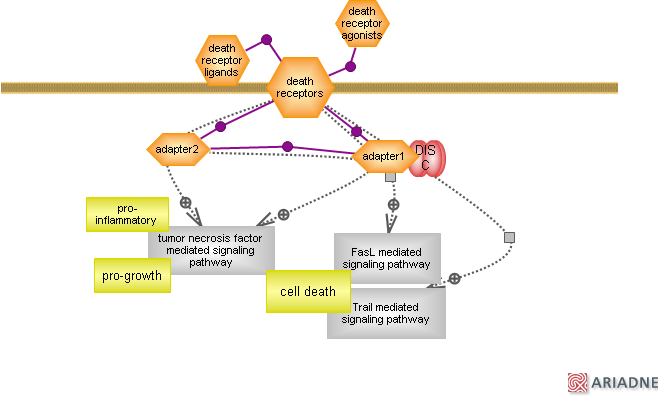 death
receptor
agonists
death
receptor
ligands
death
receptors
adapter2
adapter1
DIS
C
pro-
inflammatory
tumor necrosis factor
mediated signaling
pathway
pro-growth
FasL mediated
signaling pathway
cell death
Trail mediated
signaling pathway
ARIADNE